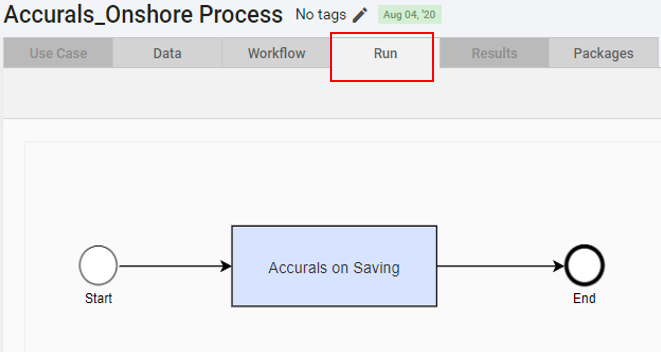 Accurals_Onshore Process No tags Aug 04, '20
Use Case Data Workflow Run Results Packages
Accurals on Saving
Start End